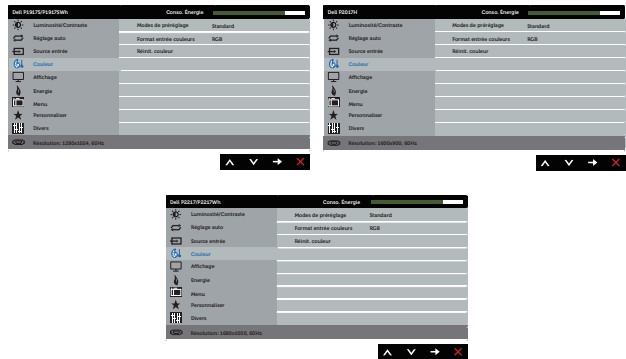 Dell P1917S/P1917SWh Conso. Énergie
Luminosité/Contraste Modes de préréglage Standard
Réglage auto Format entrée couleurs RGB
Source entrée Réinit. couleur
Couleur
Affichage
Energie
Menu
Personnaliser
Divers
Résolution: 1280x1024, 60Hz
Dell P2017H Conso. Énergie
Luminosité/Contraste Modes de préréglage Standard
Réglage auto Format entrée couleurs RGB
Source entrée Réinit. couleur
Couleur
Affichage
Energie
Menu
Personnaliser
Divers
Résolution: 1600x900, 60Hz
Dell P2217/P2217Wh Conso. Énergie
Luminosité/Contraste Modes de préréglage Standard
Réglage auto Format entrée couleurs RGB
Source entrée Réinit. couleur
Couleur
Affichage
Energie
Menu
Personnaliser
Divers
Résolution: 1680x1050, 60Hz